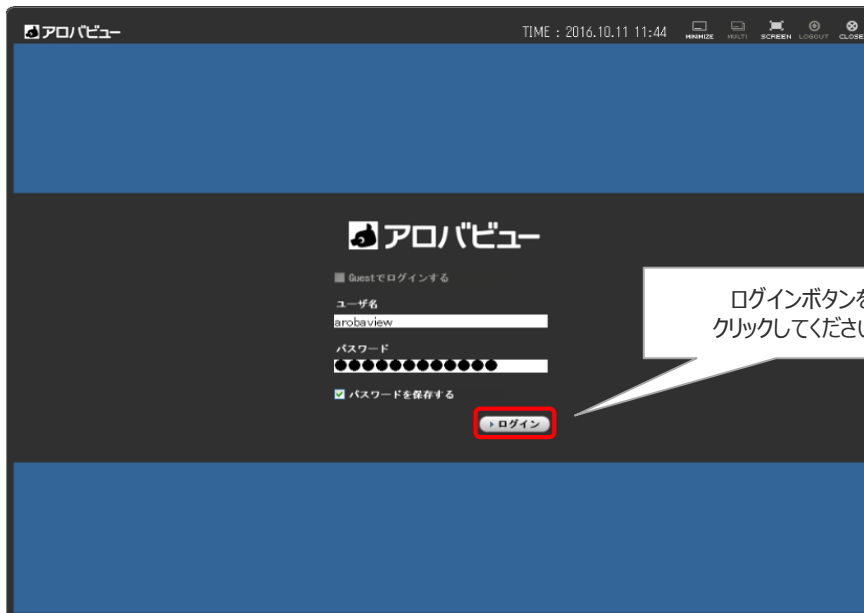 アロバビュー
TIME : 2016.10.11 11:44
MINIMIZE MULTI SCREEN LOGOUT CLOSE
アロバビュー
Guestでログインする
ユーザ名
arobaview
パスワード
●●●●●●●●●●●●
パスワードを保存する
ログイン
ログインボタンを
クリックしてくださ